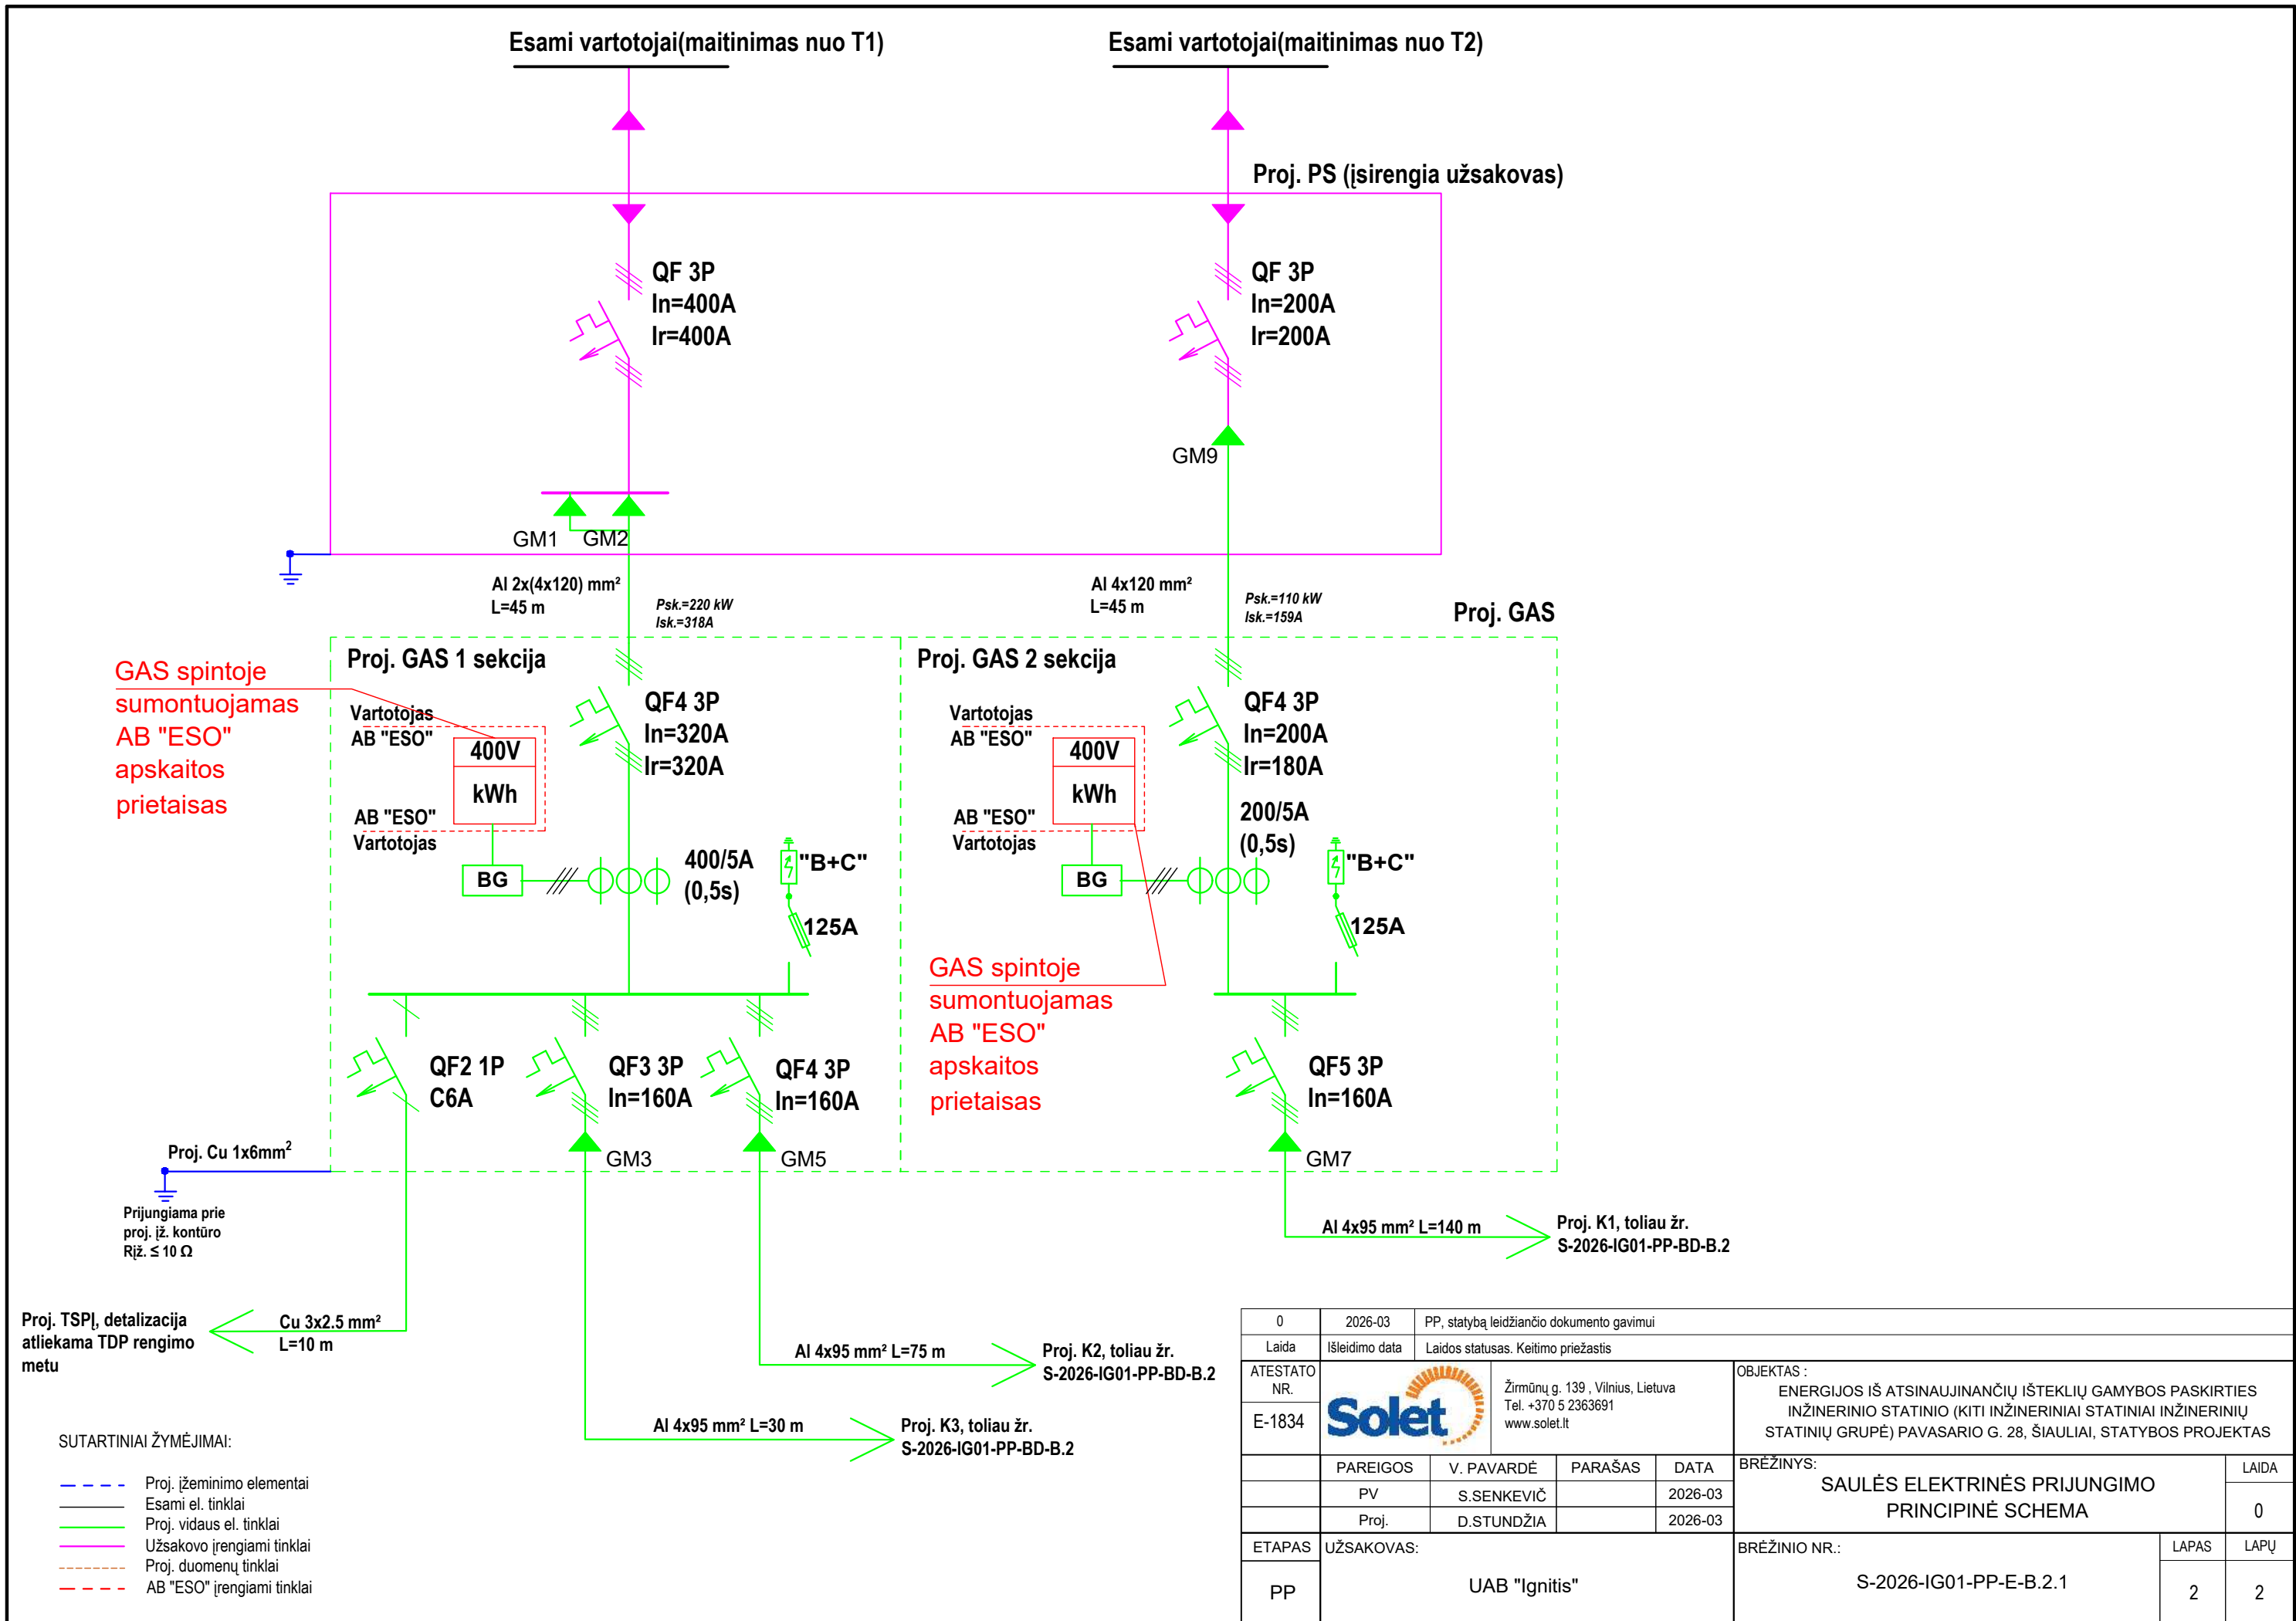 Esami vartotojai(maitinimas nuo T1)
Esami vartotojai(maitinimas nuo T2)
Proj. PS (įsirengia užsakovas)
QF 3P
In=400A
Ir=400A
QF 3P
In=200A
Ir=200A
GM9
GM1
GM2
Al 2x(4x120) mm²
L=45 m
Psk.=220 kW
Isk.=318A
Al 4x120 mm²
L=45 m
Psk.=110 kW
Isk.=159A
Proj. GAS
Proj. GAS 1 sekcija
Proj. GAS 2 sekcija
GAS spintoje
sumontuojamas
AB "ESO"
apskaitos
prietaisas
Vartotojas
AB "ESO"
400V
kWh
AB "ESO"
Vartotojas
BG
QF4 3P
In=320A
Ir=320A
400/5A
(0,5s)
"B+C"
125A
Vartotojas
AB "ESO"
400V
kWh
AB "ESO"
Vartotojas
BG
QF4 3P
In=200A
Ir=180A
200/5A
(0,5s)
"B+C"
125A
GAS spintoje
sumontuojamas
AB "ESO"
apskaitos
prietaisas
QF2 1P
C6A
QF3 3P
In=160A
QF4 3P
In=160A
QF5 3P
In=160A
GM3
GM5
GM7
Proj. Cu 1x6mm²
Prijungiama prie
proj. įž. kontūro
Rįž. ≤ 10 Ω
Al 4x95 mm² L=140 m
Proj. K1, toliau žr.
S-2026-IG01-PP-BD-B.2
Proj. TSPĮ, detalizacija
atliekama TDP rengimo
metu
Cu 3x2.5 mm²
L=10 m
Al 4x95 mm² L=75 m
Proj. K2, toliau žr.
S-2026-IG01-PP-BD-B.2
Al 4x95 mm² L=30 m
Proj. K3, toliau žr.
S-2026-IG01-PP-BD-B.2
SUTARTINIAI ŽYMĖJIMAI:
Proj. įžeminimo elementai
Esami el. tinklai
Proj. vidaus el. tinklai
Užsakovo įrengiami tinklai
Proj. duomenų tinklai
AB "ESO" įrengiami tinklai
0 2026-03 PP, statybą leidžiančio dokumento gavimui
Laida Išleidimo data Laidos statusas. Keitimo priežastis
ATESTATO
NR.
E-1834
Solet
Žirmūnų g. 139 , Vilnius, Lietuva
Tel. +370 5 2363691
www.solet.lt
OBJEKTAS :
ENERGIJOS IŠ ATSINAUJINANČIŲ IŠTEKLIŲ GAMYBOS PASKIRTIES
INŽINERINIO STATINIO (KITI INŽINERINIAI STATINIAI INŽINERINIŲ
STATINIŲ GRUPĖ) PAVASARIO G. 28, ŠIAULIAI, STATYBOS PROJEKTAS
PAREIGOS V. PAVARDĖ PARAŠAS DATA
PV S.SENKEVIČ 2026-03
Proj. D.STUNDŽIA 2026-03
BRĖŽINYS:
SAULĖS ELEKTRINĖS PRIJUNGIMO
PRINCIPINĖ SCHEMA
LAIDA
0
ETAPAS
PP
UŽSAKOVAS:
UAB "Ignitis"
BRĖŽINIO NR.:
S-2026-IG01-PP-E-B.2.1
LAPAS LAPŲ
2 2